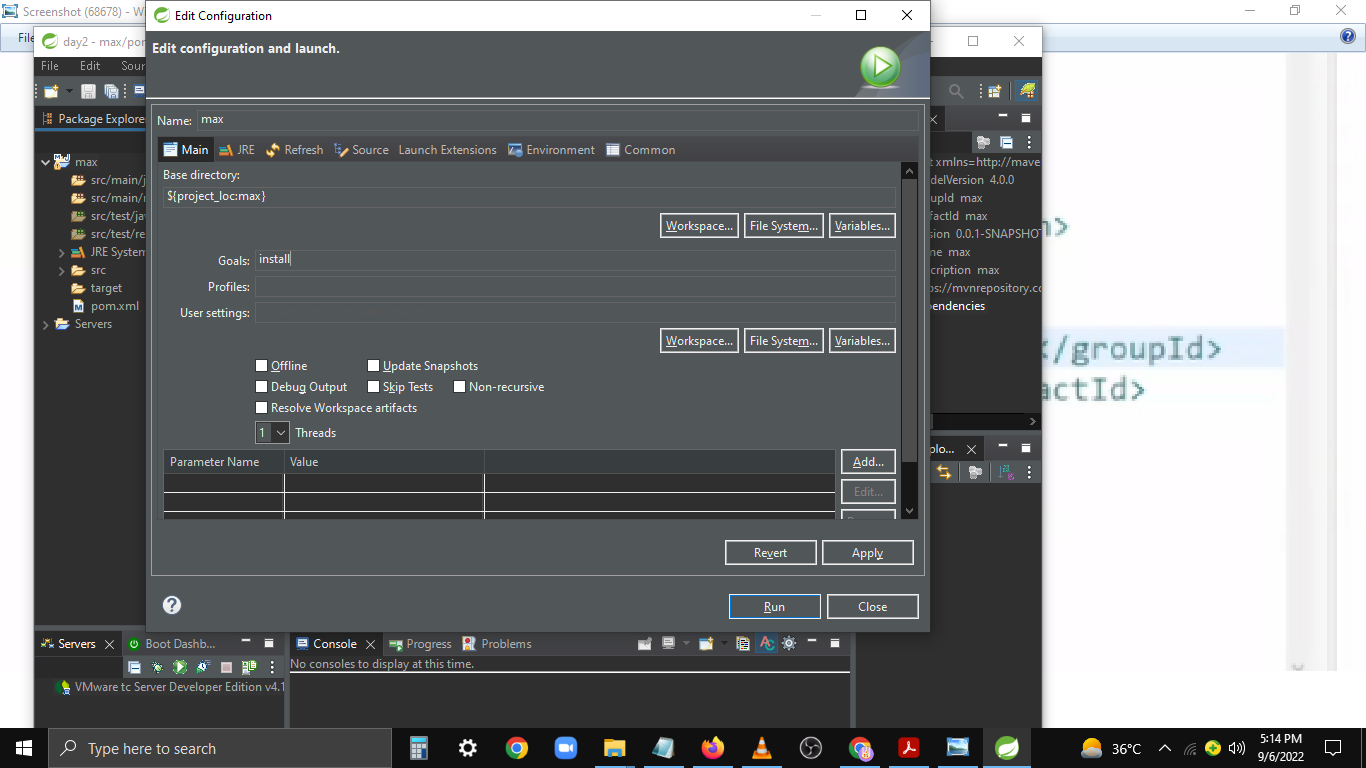 Screenshot (68678) - W
File
day2 - max/po
File Edit Sour
Package Explore
max
src/main/j
src/main/r
src/test/ja
src/test/re
JRE System
src
target
pom.xml
Servers
Edit Configuration
Edit configuration and launch.
Name: max
Main JRE Refresh Source Launch Extensions Environment Common
Base directory:
${project_loc:max}
Workspace... File System... Variables...
Goals: install
Profiles:
User settings:
Workspace... File System... Variables...
Offline Update Snapshots
Debug Output Skip Tests Non-recursive
Resolve Workspace artifacts
1 Threads
Parameter Name Value
Add...
Edit...
Revert Apply
Run Close
t xmlns=http://mave
delVersion 4.0.0
upId max
factId max
sion 0.0.1-SNAPSHOT
me max
cription max
ps://mvnrepository.co
pendencies
n>
</groupId>
actId>
plo...
Servers Boot Dashb...
VMware tc Server Developer Edition v4.1
Console Progress Problems
No consoles to display at this time.
Type here to search
36°C
5:14 PM
9/6/2022